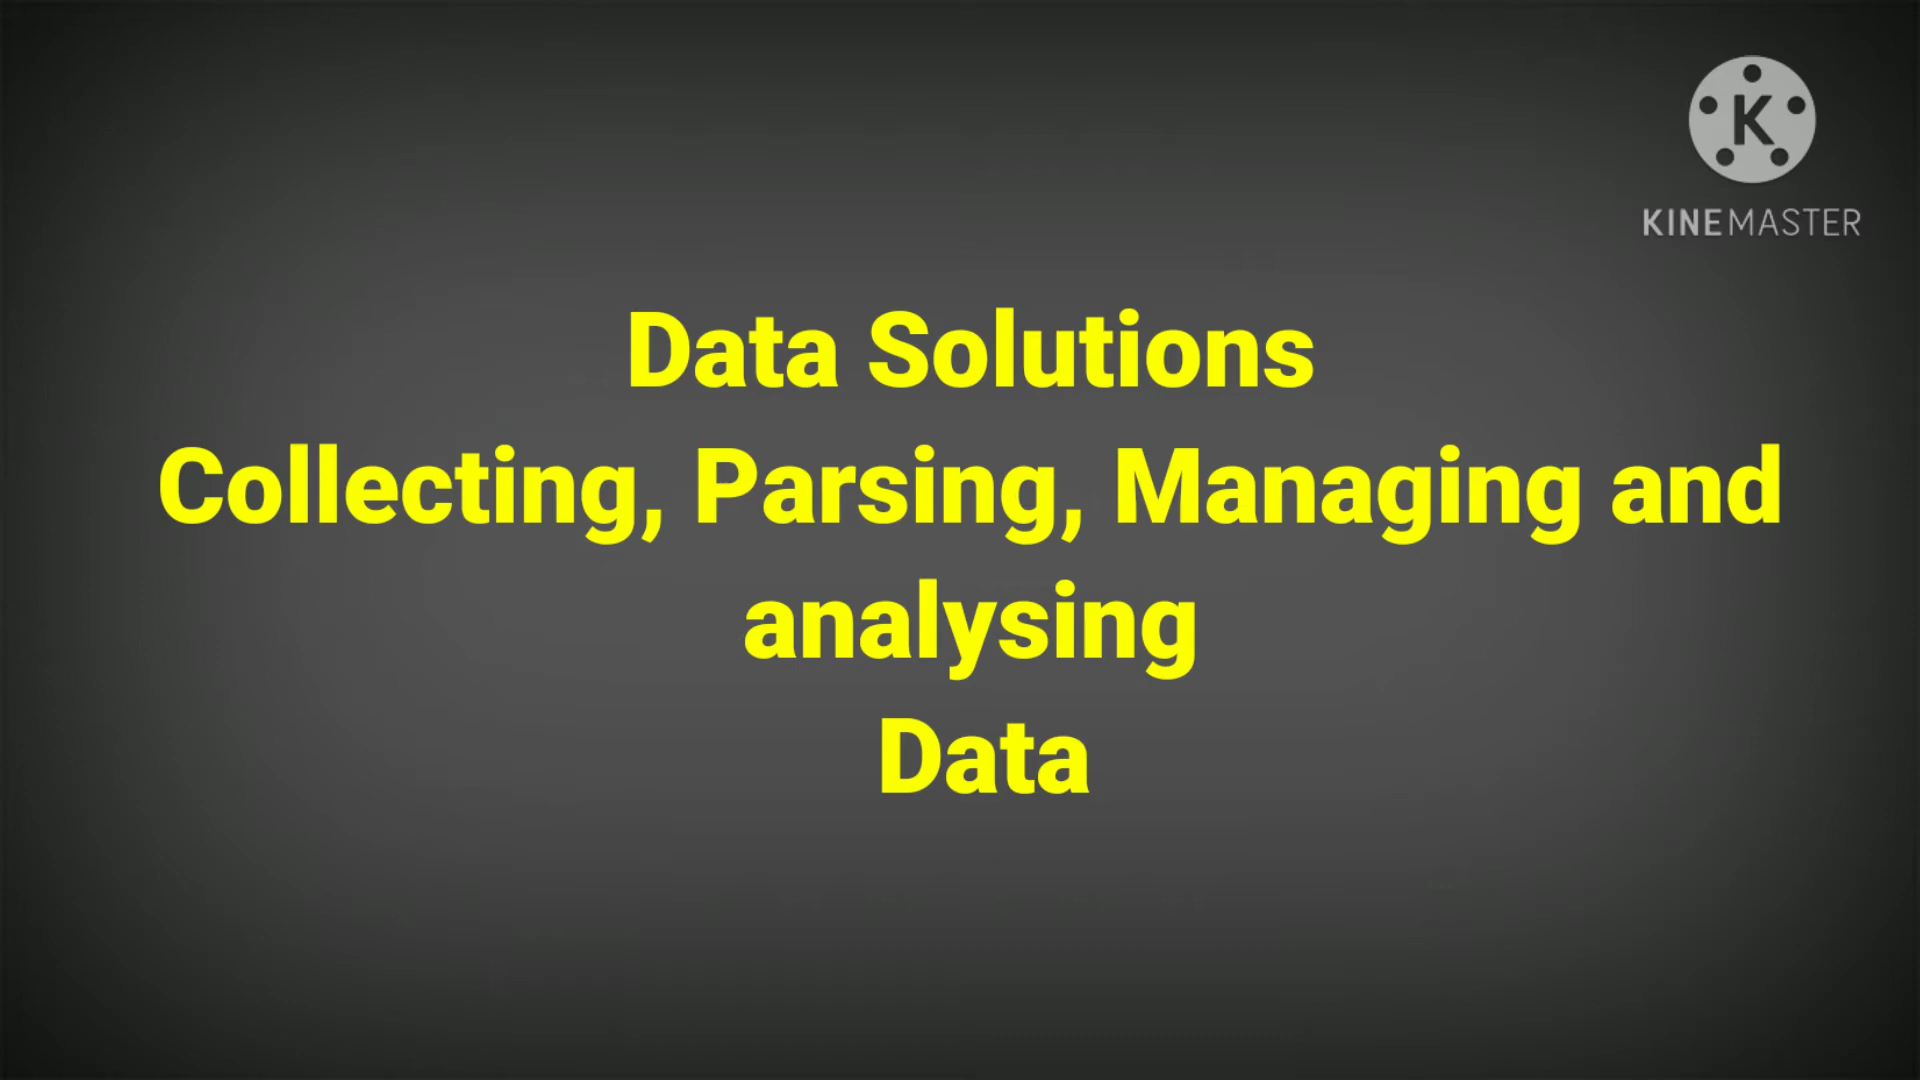 K
KINEMASTER
Data Solutions
Collecting, Parsing, Managing and
analysing
Data